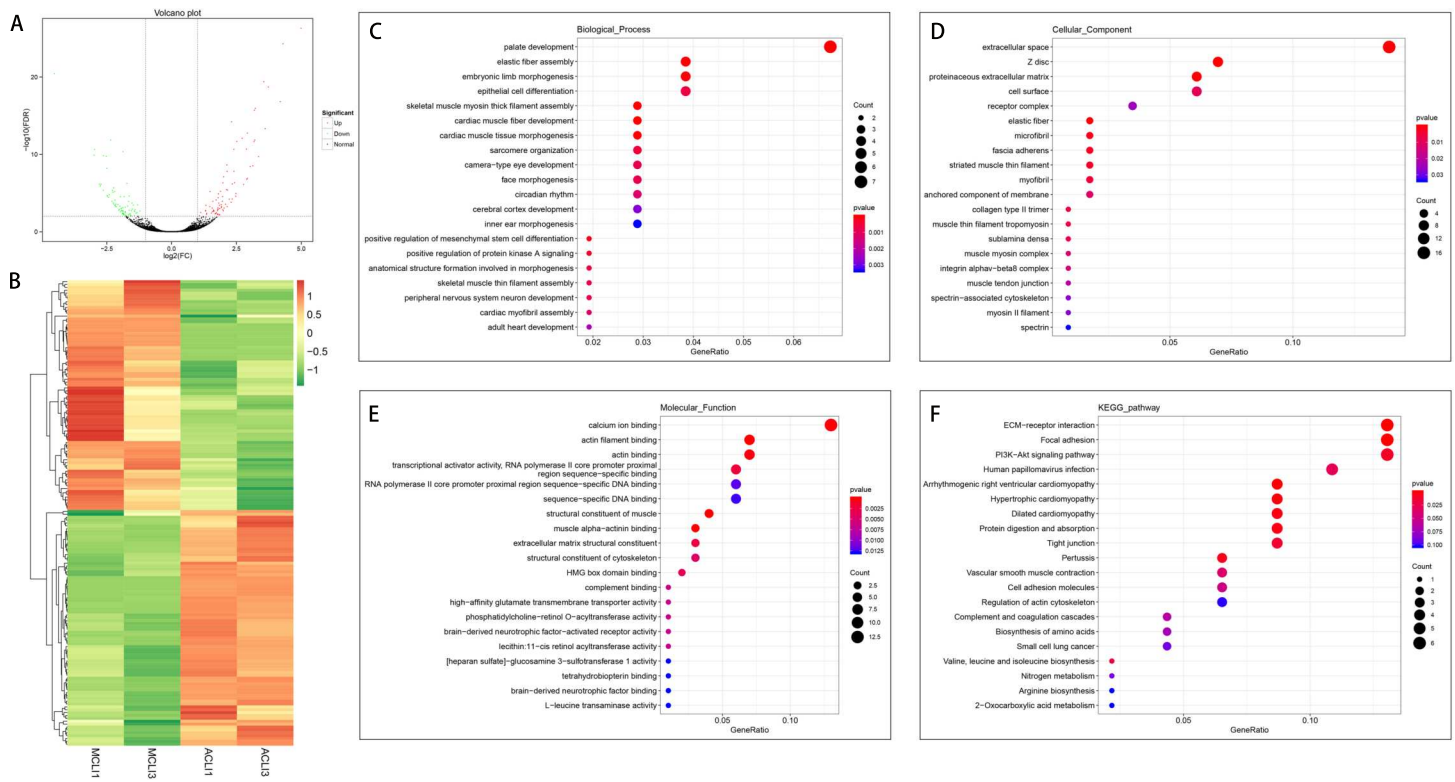 A
Volcano plot
20
10
0
−log10(FDR)
−2.5
0.0
2.5
5.0
log2(FC)
Significant
Up
Down
Normal
B
1
0.5
0
−0.5
−1
MCLI1
MCLI3
ACLI1
ACLI3
C
Biological_Process
palate development
elastic fiber assembly
embryonic limb morphogenesis
epithelial cell differentiation
skeletal muscle myosin thick filament assembly
cardiac muscle fiber development
cardiac muscle tissue morphogenesis
sarcomere organization
camera−type eye development
face morphogenesis
circadian rhythm
cerebral cortex development
inner ear morphogenesis
positive regulation of mesenchymal stem cell differentiation
positive regulation of protein kinase A signaling
anatomical structure formation involved in morphogenesis
skeletal muscle thin filament assembly
peripheral nervous system neuron development
cardiac myofibril assembly
adult heart development
0.02
0.03
0.04
0.05
0.06
GeneRatio
Count
2
3
4
5
6
7
pvalue
0.001
0.002
0.003
D
Cellular_Component
extracellular space
Z disc
proteinaceous extracellular matrix
cell surface
receptor complex
elastic fiber
microfibril
fascia adherens
striated muscle thin filament
myofibril
anchored component of membrane
collagen type II trimer
muscle thin filament tropomyosin
sublamina densa
muscle myosin complex
integrin alphav−beta8 complex
muscle tendon junction
spectrin−associated cytoskeleton
myosin II filament
spectrin
0.05
0.10
GeneRatio
pvalue
0.01
0.02
0.03
Count
4
8
12
16
E
Molecular_Function
calcium ion binding
actin filament binding
actin binding
transcriptional activator activity, RNA polymerase II core promoter proximal
region sequence−specific binding
RNA polymerase II core promoter proximal region sequence−specific DNA binding
sequence−specific DNA binding
structural constituent of muscle
muscle alpha−actinin binding
extracellular matrix structural constituent
structural constituent of cytoskeleton
HMG box domain binding
complement binding
high−affinity glutamate transmembrane transporter activity
phosphatidylcholine−retinol O−acyltransferase activity
brain−derived neurotrophic factor−activated receptor activity
lecithin:11−cis retinol acyltransferase activity
[heparan sulfate]−glucosamine 3−sulfotransferase 1 activity
tetrahydrobiopterin binding
brain−derived neurotrophic factor binding
L−leucine transaminase activity
0.05
0.10
GeneRatio
pvalue
0.0025
0.0050
0.0075
0.0100
0.0125
Count
2.5
5.0
7.5
10.0
12.5
F
KEGG_pathway
ECM−receptor interaction
Focal adhesion
PI3K−Akt signaling pathway
Human papillomavirus infection
Arrhythmogenic right ventricular cardiomyopathy
Hypertrophic cardiomyopathy
Dilated cardiomyopathy
Protein digestion and absorption
Tight junction
Pertussis
Vascular smooth muscle contraction
Cell adhesion molecules
Regulation of actin cytoskeleton
Complement and coagulation cascades
Biosynthesis of amino acids
Small cell lung cancer
Valine, leucine and isoleucine biosynthesis
Nitrogen metabolism
Arginine biosynthesis
2−Oxocarboxylic acid metabolism
0.05
0.10
GeneRatio
pvalue
0.025
0.050
0.075
0.100
Count
1
2
3
4
5
6